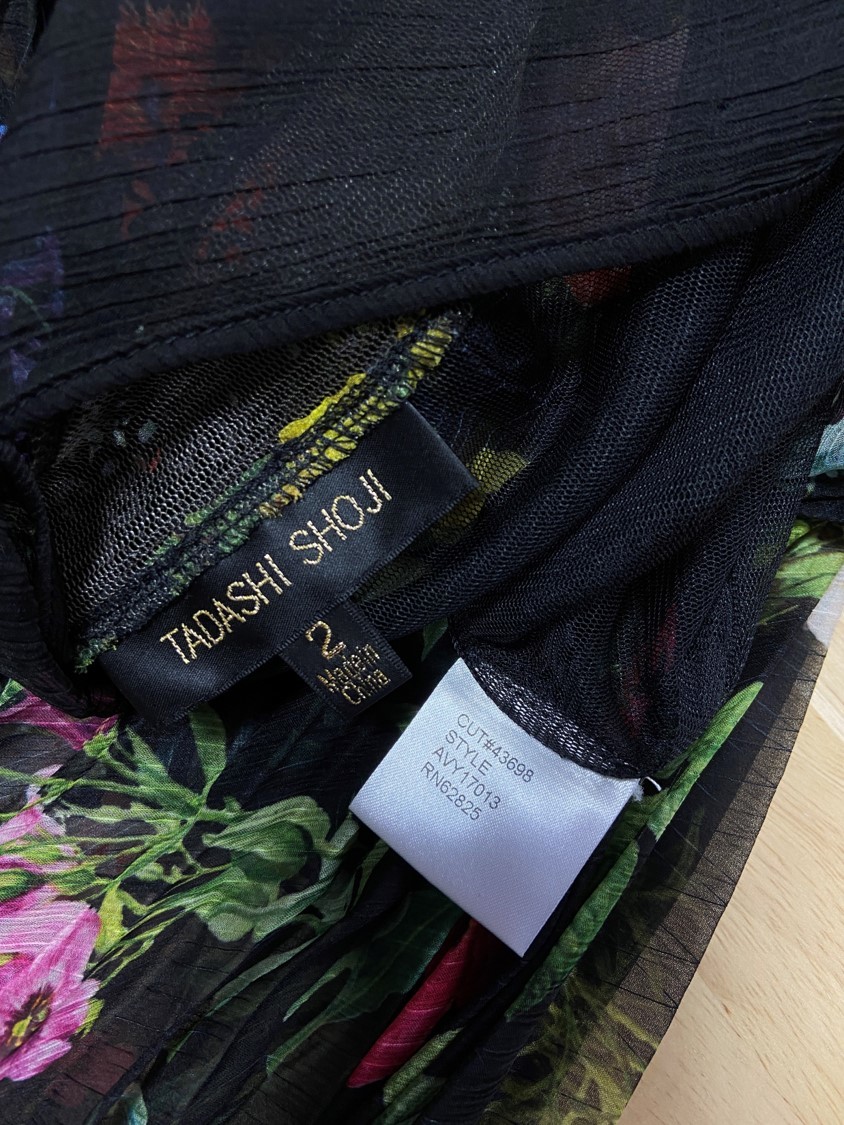 TADASHI SHOJI
2
Made in
China
CUT#43698
STYLE
AVY17013
RN62825